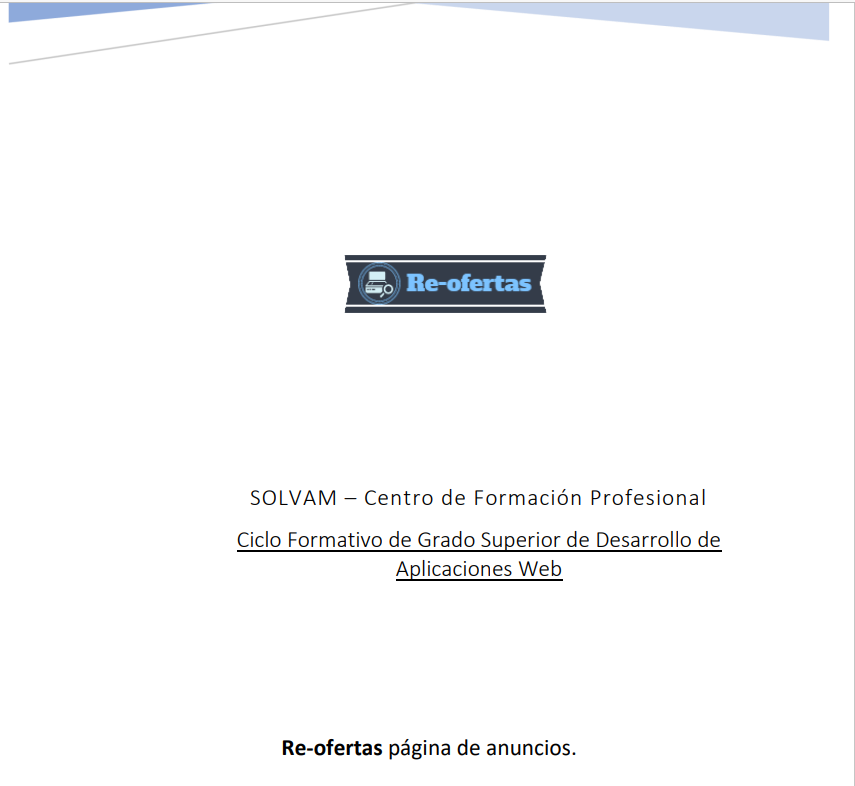 Re-ofertas
SOLVAM – Centro de Formación Profesional
Ciclo Formativo de Grado Superior de Desarrollo de
Aplicaciones Web
Re-ofertas página de anuncios.